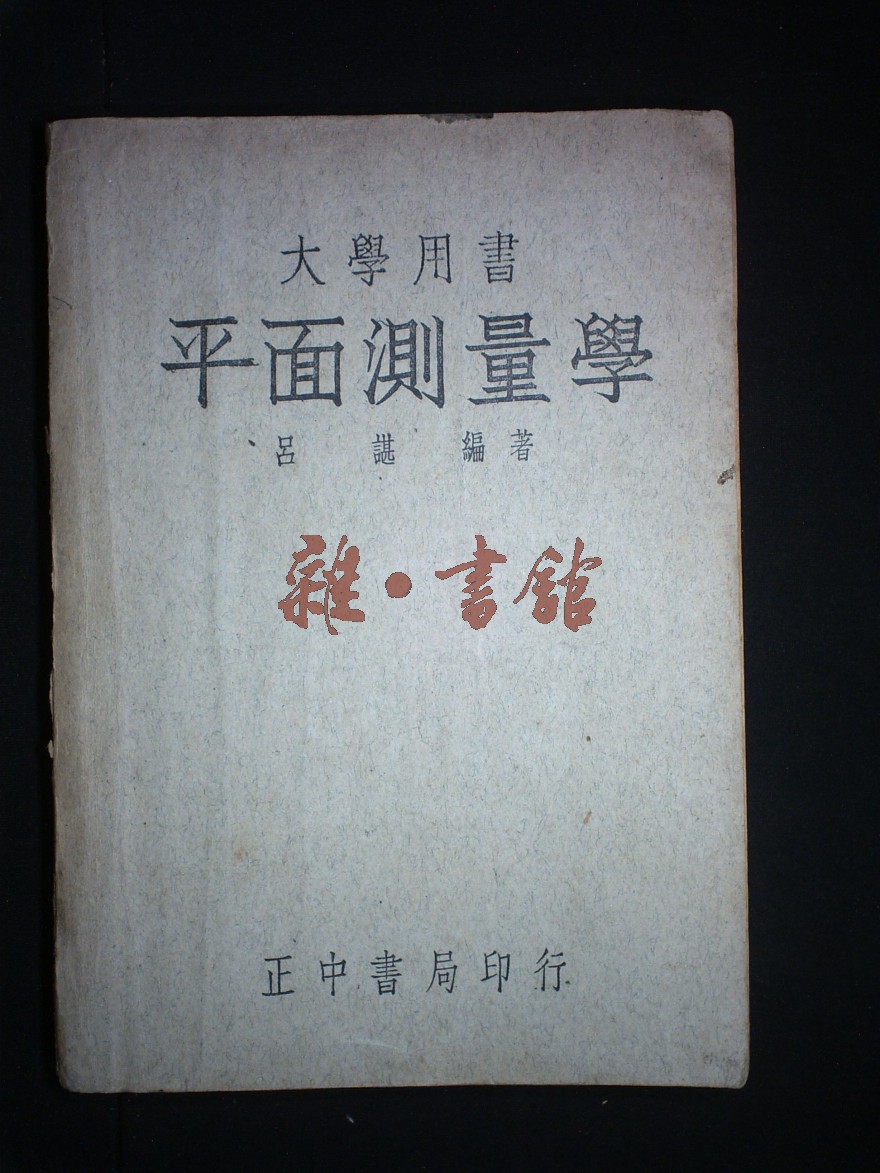 大學用書
平面測量學
呂諶編著
雜·書館
正中書局印行